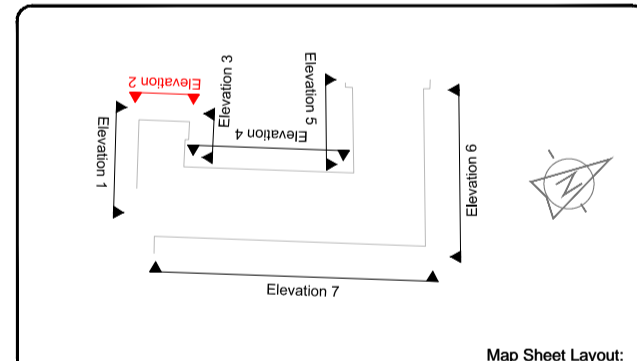 Elevation 2
Elevation 3
Elevation 5
Elevation 1
Elevation 4
Elevation 6
N
Elevation 7
Map Sheet Layout: